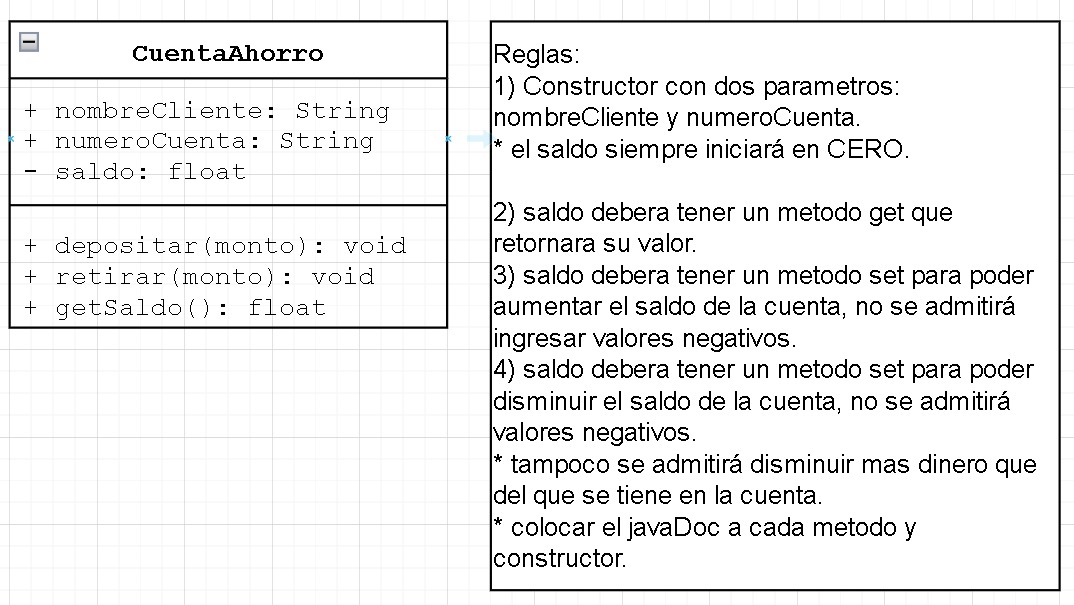 CuentaAhorro
+ nombreCliente: String
+ numeroCuenta: String
- saldo: float
+ depositar(monto): void
+ retirar(monto): void
+ getSaldo(): float
Reglas:
1) Constructor con dos parametros:
nombreCliente y numeroCuenta.
* el saldo siempre iniciará en CERO.
2) saldo debera tener un metodo get que
retornara su valor.
3) saldo debera tener un metodo set para poder
aumentar el saldo de la cuenta, no se admitirá
ingresar valores negativos.
4) saldo debera tener un metodo set para poder
disminuir el saldo de la cuenta, no se admitirá
valores negativos.
* tampoco se admitirá disminuir mas dinero que
del que se tiene en la cuenta.
* colocar el javaDoc a cada metodo y
constructor.